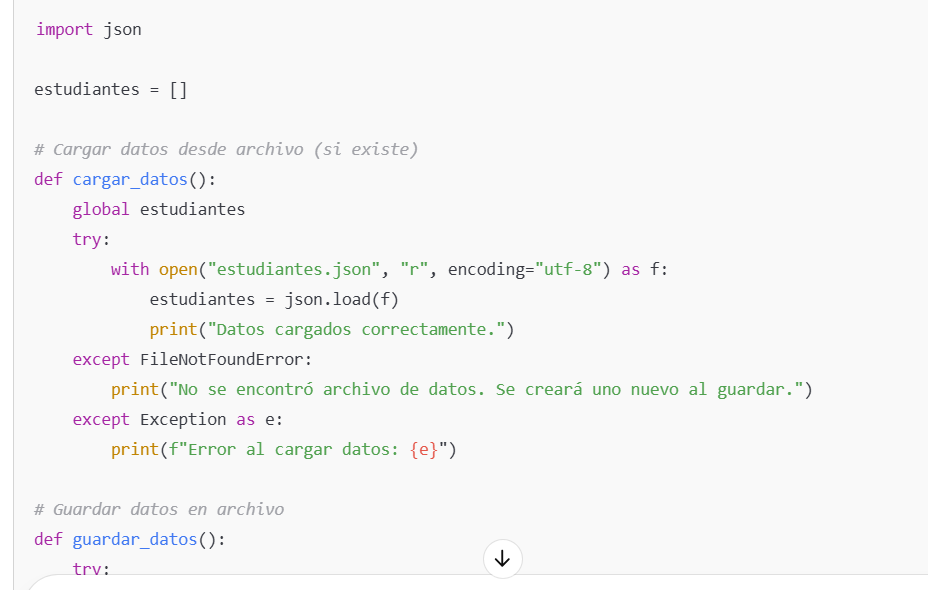 import json
estudiantes = []
# Cargar datos desde archivo (si existe)
def cargar_datos():
    global estudiantes
    try:
        with open("estudiantes.json", "r", encoding="utf-8") as f:
            estudiantes = json.load(f)
            print("Datos cargados correctamente.")
    except FileNotFoundError:
        print("No se encontró archivo de datos. Se creará uno nuevo al guardar.")
    except Exception as e:
        print(f"Error al cargar datos: {e}")
# Guardar datos en archivo
def guardar_datos():
    try: